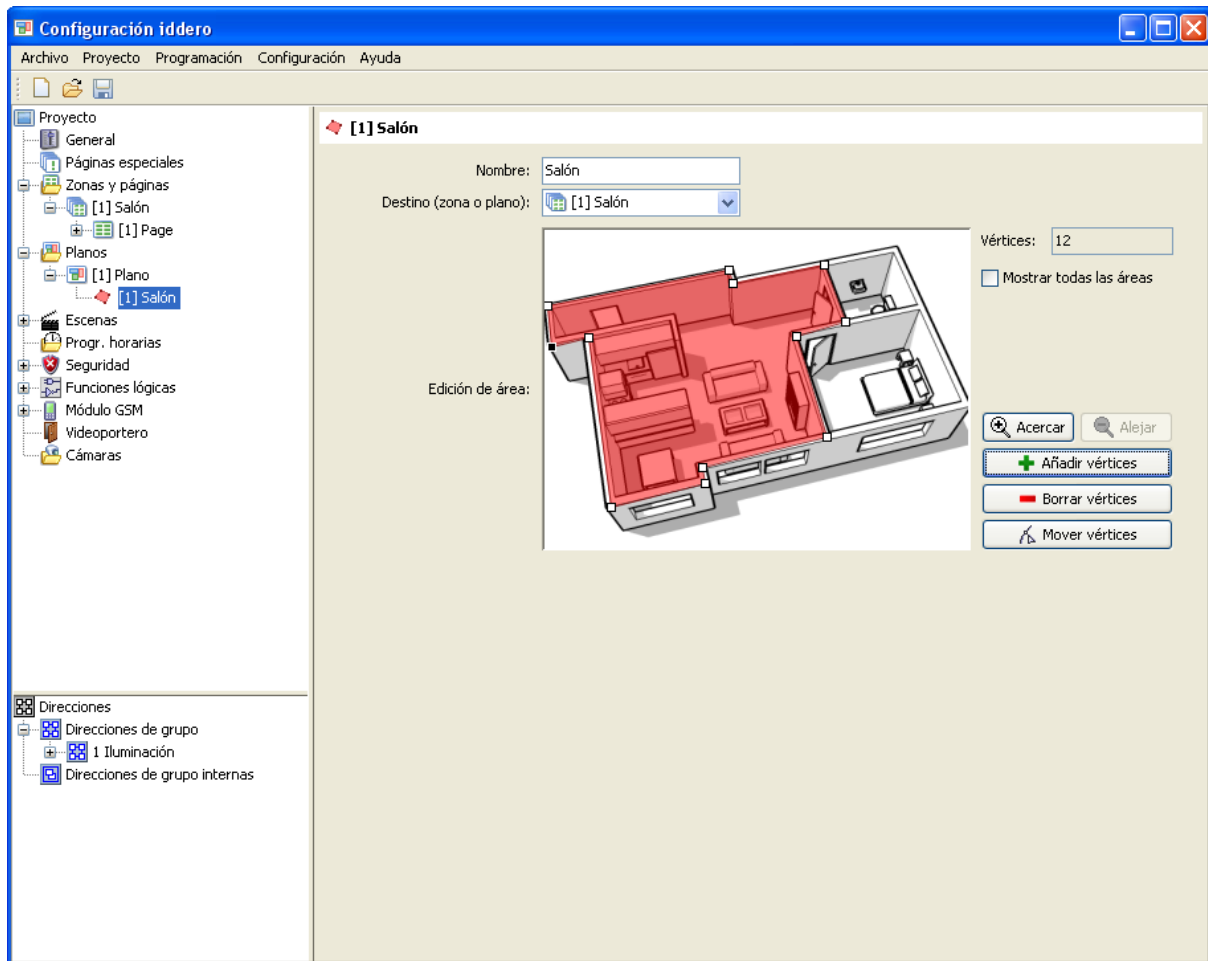 Configuración iddero
Archivo Proyecto Programación Configuración Ayuda
Proyecto
General
Páginas especiales
Zonas y páginas
[1] Salón
[1] Page
Planos
[1] Plano
[1] Salón
Escenas
Progr. horarias
Seguridad
Funciones lógicas
Módulo GSM
Videoportero
Cámaras
Direcciones
Direcciones de grupo
1 Iluminación
Direcciones de grupo internas
[1] Salón
Nombre: Salón
Destino (zona o plano): [1] Salón
Edición de área:
Vértices: 12
Mostrar todas las áreas
Acercar Alejar
Añadir vértices
Borrar vértices
Mover vértices